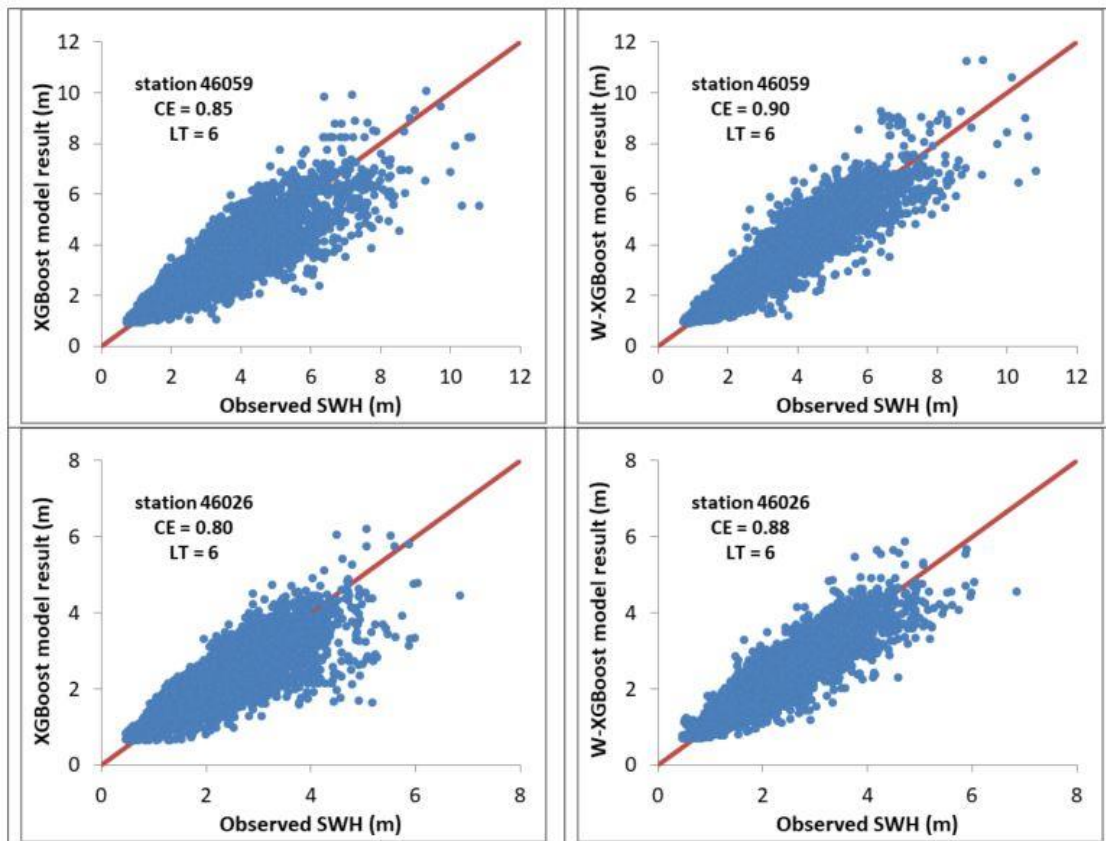 12
10
8
6
4
2
0
station 46059
CE = 0.85
LT = 6
XGBoost model result (m)
0 2 4 6 8 10 12
Observed SWH (m)
12
10
8
6
4
2
0
station 46059
CE = 0.90
LT = 6
W-XGBoost model result (m)
0 2 4 6 8 10 12
Observed SWH (m)
8
6
4
2
0
station 46026
CE = 0.80
LT = 6
XGBoost model result (m)
0 2 4 6 8
Observed SWH (m)
8
6
4
2
0
station 46026
CE = 0.88
LT = 6
W-XGBoost model result (m)
0 2 4 6 8
Observed SWH (m)